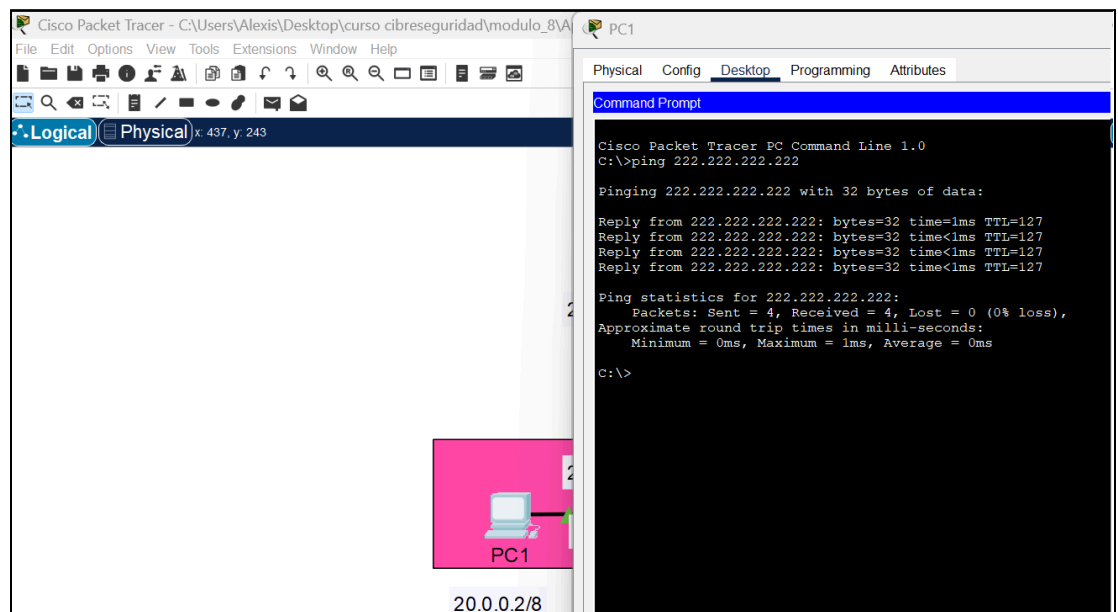 Cisco Packet Tracer - C:\Users\Alexis\Desktop\curso cibreseguridad\modulo_8\A
File Edit Options View Tools Extensions Window Help
Logical Physical x: 437, y: 243
PC1
20.0.0.2/8
PC1
Physical Config Desktop Programming Attributes
Command Prompt
Cisco Packet Tracer PC Command Line 1.0
C:\>ping 222.222.222.222
Pinging 222.222.222.222 with 32 bytes of data:
Reply from 222.222.222.222: bytes=32 time=1ms TTL=127
Reply from 222.222.222.222: bytes=32 time<1ms TTL=127
Reply from 222.222.222.222: bytes=32 time<1ms TTL=127
Reply from 222.222.222.222: bytes=32 time<1ms TTL=127
Ping statistics for 222.222.222.222:
Packets: Sent = 4, Received = 4, Lost = 0 (0% loss),
Approximate round trip times in milli-seconds:
Minimum = 0ms, Maximum = 1ms, Average = 0ms
C:\>